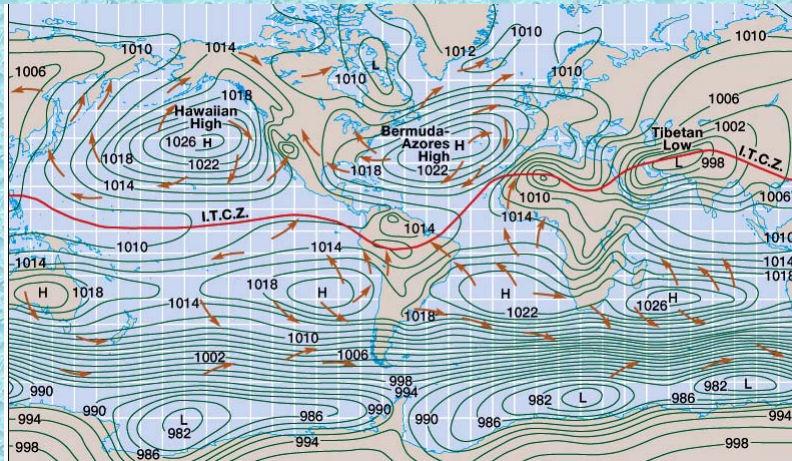 1010
1014
1012
1010
1010
1006
L
1010
1010
1018
1006
Hawaiian
High
1026 H
1022
1018
1014
Bermuda-
Azores H
High
1022
1018
1002
Tibetan
Low
L 998
I.T.C.Z.
1010
1006
I.T.C.Z.
1014
1014
1010
1014
1010
1014
1014
1018
H 1018
1014
1018
H
H
1022
1026 H
1018
1010
1002
1006
998
994
990
990
990
990
982 L
982 L
986
986
986
986
994
L
982
994
994
998
998